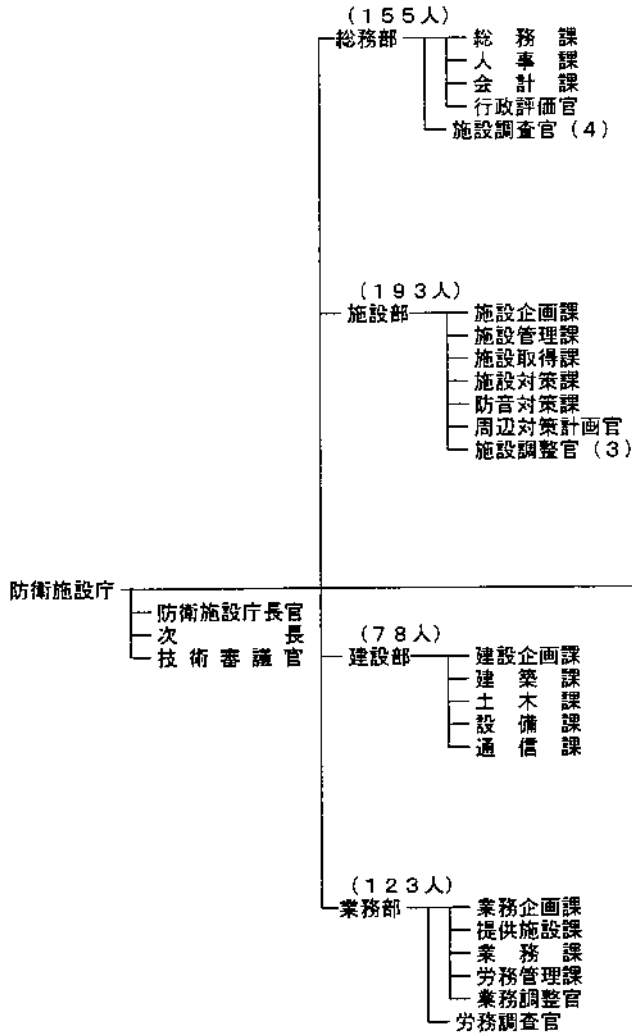 (155人)
総務部
総務課
人事課
会計課
行政評価官
施設調査官(4)
(193人)
施設部
施設企画課
施設管理課
施設取得課
施設対策課
防音対策課
周辺対策計画官
施設調整官(3)
防衛施設庁
防衛施設庁長官
次長
技術審議官
(78人)
建設部
建設企画課
建築課
土木課
設備課
通信課
(123人)
業務部
業務企画課
提供施設課
業務課
労務管理課
業務調整官
労務調査官